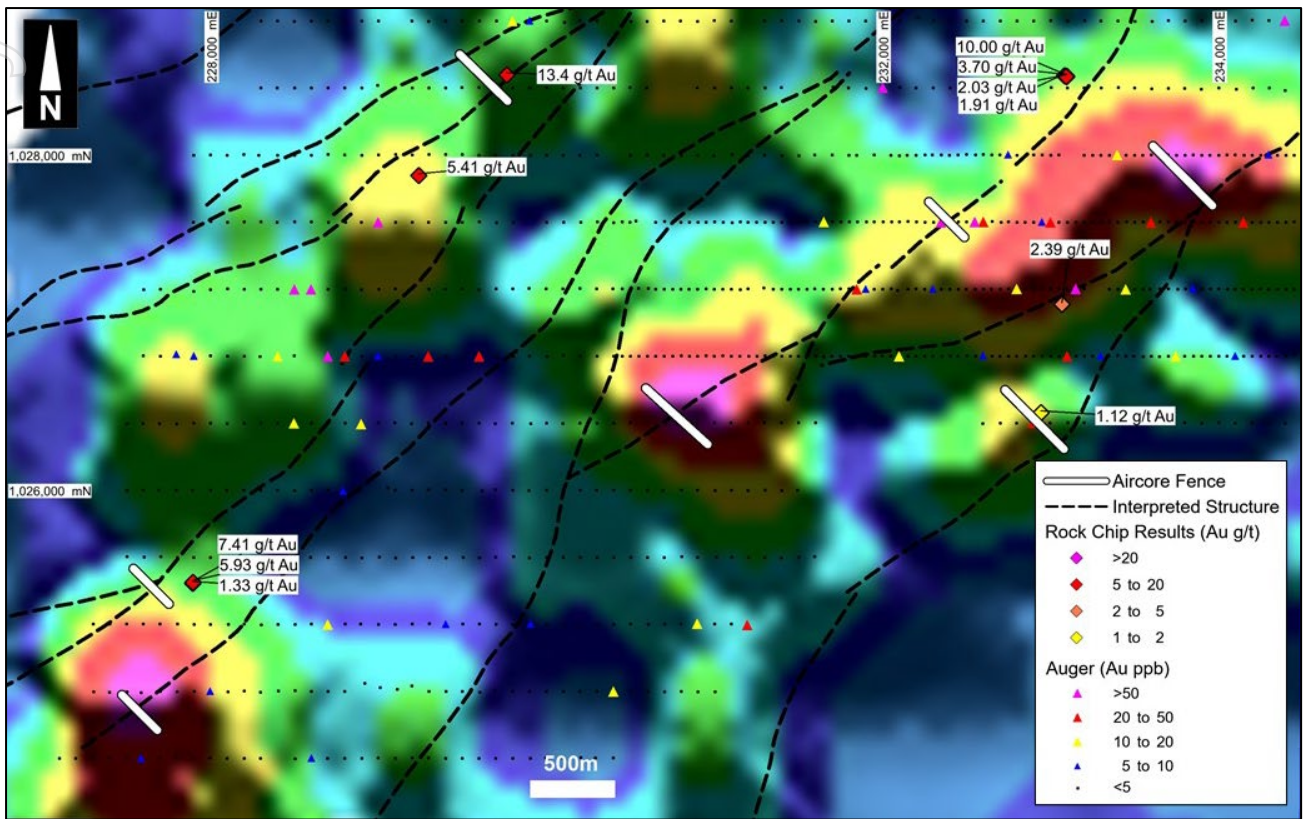 228,000 mE
232,000 mE
234,000 mE
N
13.4 g/t Au
10.00 g/t Au
3.70 g/t Au
2.03 g/t Au
1.91 g/t Au
1,028,000 mN
5.41 g/t Au
2.39 g/t Au
1.12 g/t Au
1,026,000 mN
7.41 g/t Au
5.93 g/t Au
1.33 g/t Au
500m
Aircore Fence
Interpreted Structure
Rock Chip Results (Au g/t)
>20
5 to 20
2 to 5
1 to 2
Auger (Au ppb)
>50
20 to 50
10 to 20
5 to 10
<5